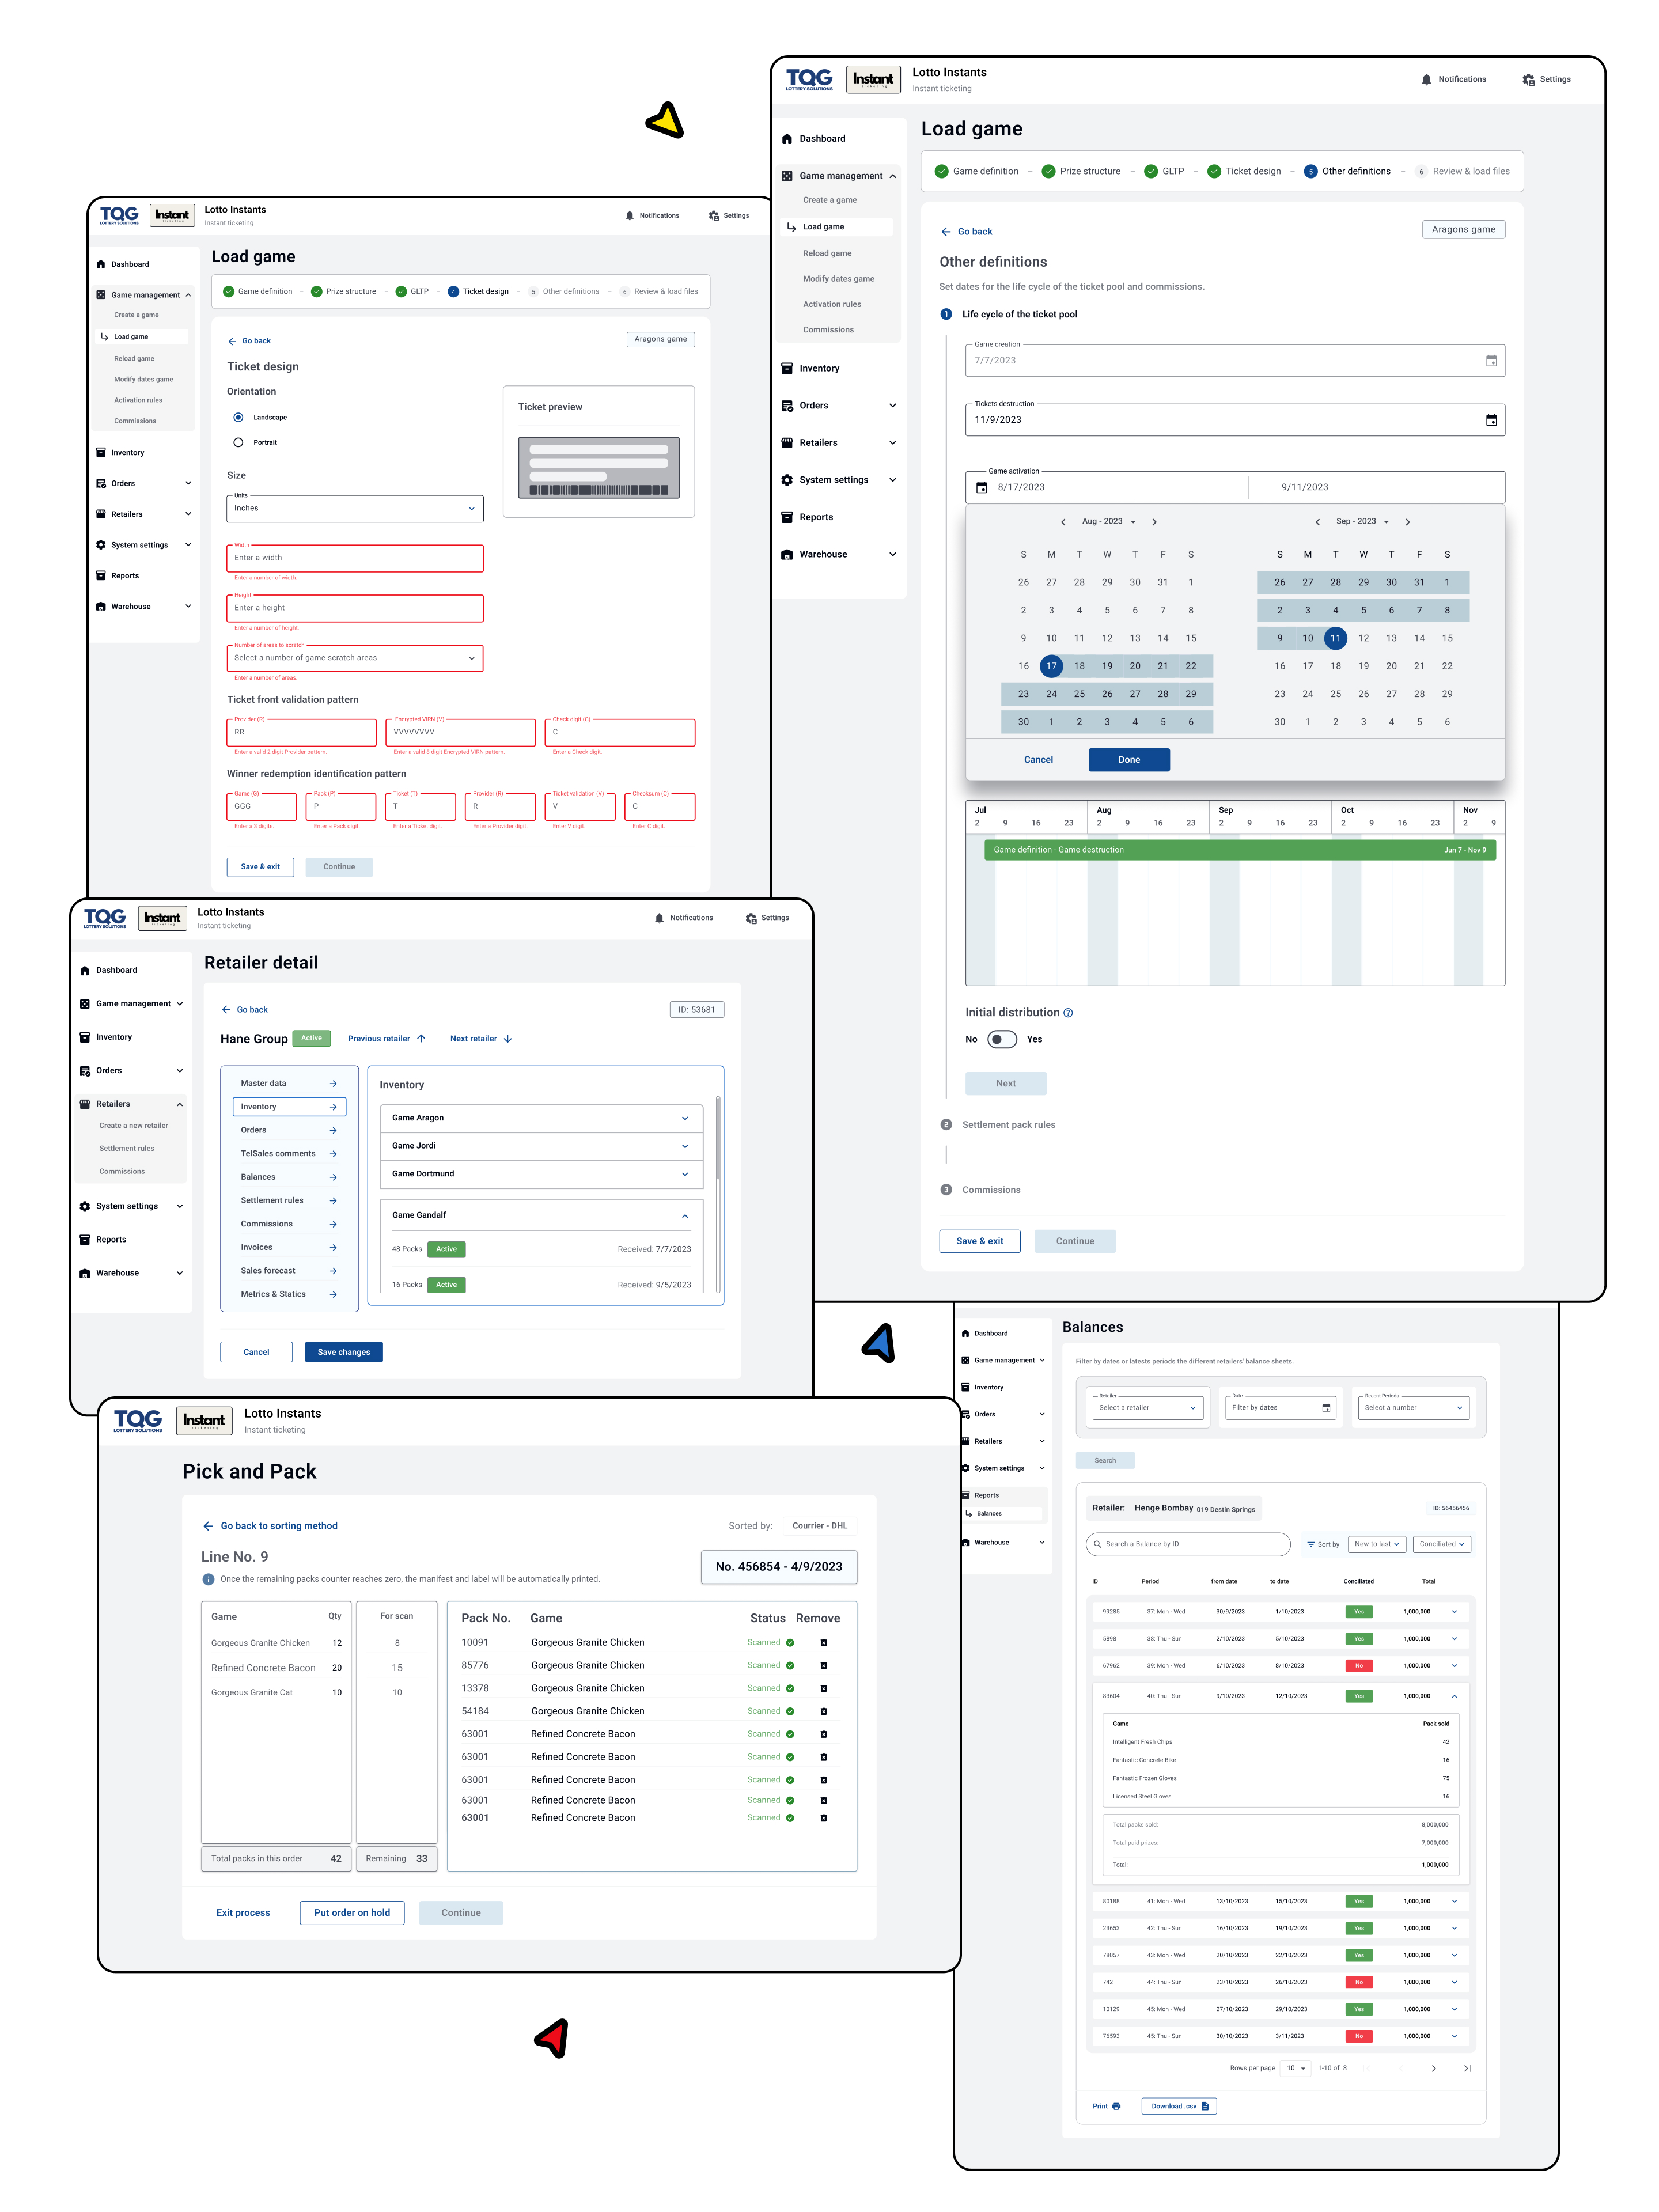 TQG
LOTTERY SOLUTIONS
Instant
ticketing
Lotto Instants
Instant ticketing
Notifications
Settings
Dashboard
Game management
Create a game
Load game
Reload game
Modify dates game
Activation rules
Commissions
Inventory
Orders
Retailers
System settings
Reports
Warehouse
Load game
Game definition
Prize structure
GLTP
Ticket design
5 Other definitions
6 Review & load files
Go back
Aragons game
Other definitions
Set dates for the life cycle of the ticket pool and commissions.
1 Life cycle of the ticket pool
Game creation
7/7/2023
Tickets destruction
11/9/2023
Game activation
8/17/2023 9/11/2023
Aug - 2023 Sep - 2023
S M T W T F S S M T W T F S
26 27 28 29 30 31 1 26 27 28 29 30 31 1
2 3 4 5 6 7 8 2 3 4 5 6 7 8
9 10 11 12 13 14 15 9 10 11 12 13 14 15
16 17 18 19 20 21 22 16 17 18 19 20 21 22
23 24 25 26 27 28 29 23 24 25 26 27 28 29
30 1 2 3 4 5 6 30 1 2 3 4 5 6
Cancel
Done
Jul Aug Sep Oct Nov
2 9 16 23 2 9 16 23 2 9 16 23 2 9 16 23 2 9
Game definition - Game destruction Jun 7 - Nov 9
Initial distribution
No Yes
Next
2 Settlement pack rules
3 Commissions
Save & exit
Continue
TQG
LOTTERY SOLUTIONS
Instant
ticketing
Lotto Instants
Instant ticketing
Notifications
Settings
Dashboard
Game management
Create a game
Load game
Reload game
Modify dates game
Activation rules
Commissions
Inventory
Orders
Retailers
System settings
Reports
Warehouse
Load game
Game definition
Prize structure
GLTP
4 Ticket design
5 Other definitions
6 Review & load files
Go back
Aragons game
Ticket design
Orientation
Landscape
Portrait
Ticket preview
Size
Units
Inches
Width
Enter a width
Enter a number of width.
Height
Enter a height
Enter a number of height.
Number of areas to scratch
Select a number of game scratch areas
Enter a number of areas.
Ticket front validation pattern
Provider (R) Encrypted VIRN (V) Check digit (C)
RR VVVVVVVV C
Enter a valid 2 digit Provider pattern. Enter a valid 8 digit Encrypted VIRN pattern. Enter a Check digit.
Winner redemption identification pattern
Game (G) Pack (P) Ticket (T) Provider (R) Ticket validation (V) Checksum (C)
GGG P T R V C
Enter a 3 digits. Enter a Pack digit. Enter a Ticket digit. Enter a Provider digit. Enter V digit. Enter C digit.
Save & exit
Continue
TQG
LOTTERY SOLUTIONS
Instant
ticketing
Lotto Instants
Instant ticketing
Notifications
Settings
Dashboard
Game management
Inventory
Orders
Retailers
Create a new retailer
Settlement rules
Commissions
System settings
Reports
Warehouse
Retailer detail
Go back
ID: 53681
Hane Group Active Previous retailer Next retailer
Master data
Inventory
Orders
TelSales comments
Balances
Settlement rules
Commissions
Invoices
Sales forecast
Metrics & Statics
Inventory
Game Aragon
Game Jordi
Game Dortmund
Game Gandalf
48 Packs Active Received: 7/7/2023
16 Packs Active Received: 9/5/2023
Cancel
Save changes
TQG
LOTTERY SOLUTIONS
Instant
ticketing
Lotto Instants
Instant ticketing
Pick and Pack
Go back to sorting method
Sorted by: Courrier - DHL
Line No. 9
No. 456854 - 4/9/2023
Once the remaining packs counter reaches zero, the manifest and label will be automatically printed.
Game Qty For scan
Gorgeous Granite Chicken 12 8
Refined Concrete Bacon 20 15
Gorgeous Granite Cat 10 10
Total packs in this order 42 Remaining 33
Pack No. Game Status Remove
10091 Gorgeous Granite Chicken Scanned
85776 Gorgeous Granite Chicken Scanned
13378 Gorgeous Granite Chicken Scanned
54184 Gorgeous Granite Chicken Scanned
63001 Refined Concrete Bacon Scanned
63001 Refined Concrete Bacon Scanned
63001 Refined Concrete Bacon Scanned
63001 Refined Concrete Bacon Scanned
63001 Refined Concrete Bacon Scanned
Exit process
Put order on hold
Continue
Dashboard
Game management
Inventory
Orders
Retailers
System settings
Reports
Balances
Warehouse
Balances
Filter by dates or latests periods the different retailers' balance sheets.
Retailer Date Recent Periods
Select a retailer Filter by dates Select a number
Search
Retailer: Henge Bombay 019 Destin Springs ID: 56456456
Search a Balance by ID Sort by New to last Conciliated
ID Period from date to date Conciliated Total
99285 37: Mon - Wed 30/9/2023 1/10/2023 Yes 1,000,000
5898 38: Thu - Sun 2/10/2023 5/10/2023 Yes 1,000,000
67962 39: Mon - Wed 6/10/2023 8/10/2023 No 1,000,000
83604 40: Thu - Sun 9/10/2023 12/10/2023 Yes 1,000,000
Game Pack sold
Intelligent Fresh Chips 42
Fantastic Concrete Bike 16
Fantastic Frozen Gloves 75
Licensed Steel Gloves 16
Total packs sold: 8,000,000
Total paid prizes: 7,000,000
Total: 1,000,000
80188 41: Mon - Wed 13/10/2023 15/10/2023 Yes 1,000,000
23653 42: Thu - Sun 16/10/2023 19/10/2023 Yes 1,000,000
78057 43: Mon - Wed 20/10/2023 22/10/2023 Yes 1,000,000
742 44: Thu - Sun 23/10/2023 26/10/2023 No 1,000,000
10129 45: Mon - Wed 27/10/2023 29/10/2023 Yes 1,000,000
76593 45: Thu - Sun 30/10/2023 3/11/2023 No 1,000,000
Rows per page 10 1-10 of 8
Print
Download .csv